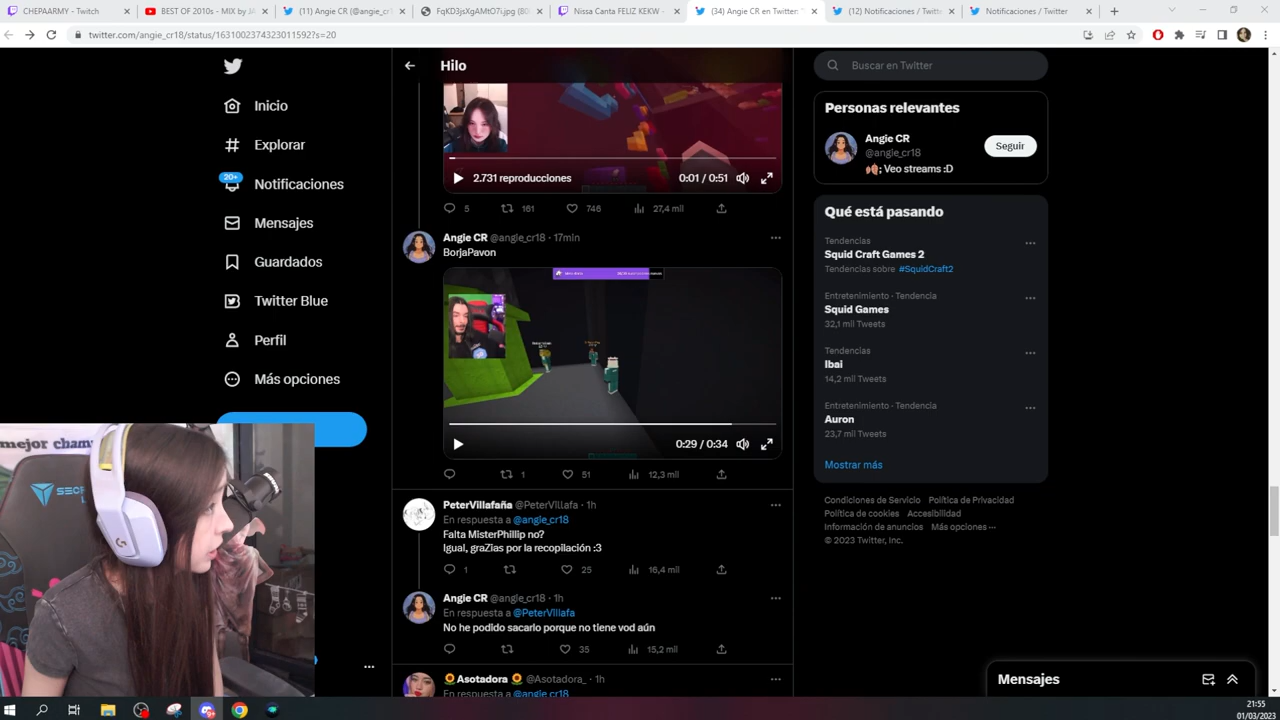 CHEPAARMY - Twitch
BEST OF 2010s - MIX by J
(11) Angie CR (@angie_cr
FqKD3jsXgAMtO7i.jpg (80
Nissa Canta FELIZ KEKW -
(34) Angie CR en Twitter: "
(12) Notificaciones / Twitt
Notificaciones / Twitter
twitter.com/angie_cr18/status/1631002374323011592?s=20
Inicio
Explorar
20+
Notificaciones
Mensajes
Guardados
Twitter Blue
Perfil
Más opciones
Hilo
2.731 reproducciones
0:01 / 0:51
5
161
746
27,4 mil
Angie CR @angie_cr18 · 17min
BorjaPavon
0:29 / 0:34
1
51
12,3 mil
PeterVillafaña @PeterVillafa · 1h
En respuesta a @angie_cr18
Falta MisterPhillip no?
Igual, graZias por la recopilación :3
1
25
16,4 mil
Angie CR @angie_cr18 · 1h
En respuesta a @PeterVillafa
No he podido sacarlo porque no tiene vod aún
35
15,2 mil
Asotadora @Asotadora_ · 1h
En respuesta a @angie_cr18
Buscar en Twitter
Personas relevantes
Angie CR
@angie_cr18
Seguir
; Veo streams :D
Qué está pasando
Tendencias
Squid Craft Games 2
Tendencias sobre #SquidCraft2
Entretenimiento · Tendencia
Squid Games
32,1 mil Tweets
Tendencias
Ibai
14,2 mil Tweets
Entretenimiento · Tendencia
Auron
23,7 mil Tweets
Mostrar más
Condiciones de Servicio Política de Privacidad
Política de cookies Accesibilidad
Información de anuncios Más opciones ···
© 2023 Twitter, Inc.
Mensajes
mejor cham
SEC
21:55
01/03/2023